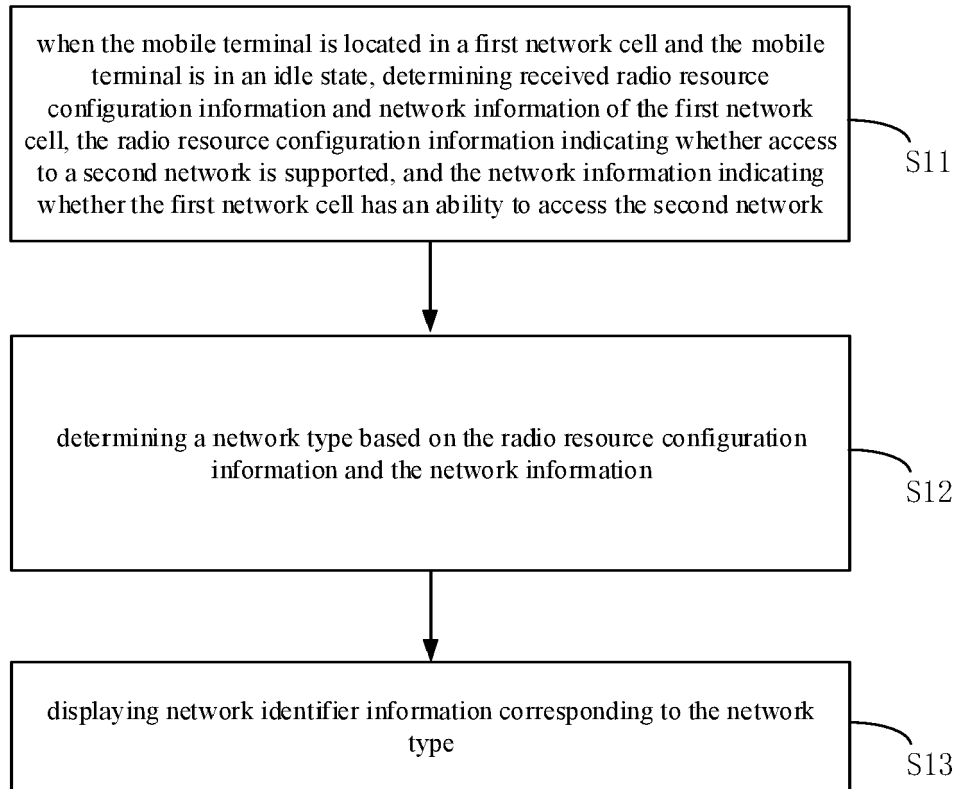 when the mobile terminal is located in a first network cell and the mobile
terminal is in an idle state, determining received radio resource
configuration information and network information of the first network
cell, the radio resource configuration information indicating whether access
to a second network is supported, and the network information indicating
whether the first network cell has an ability to access the second network
S11
determining a network type based on the radio resource configuration
information and the network information
S12
displaying network identifier information corresponding to the network
type
S13